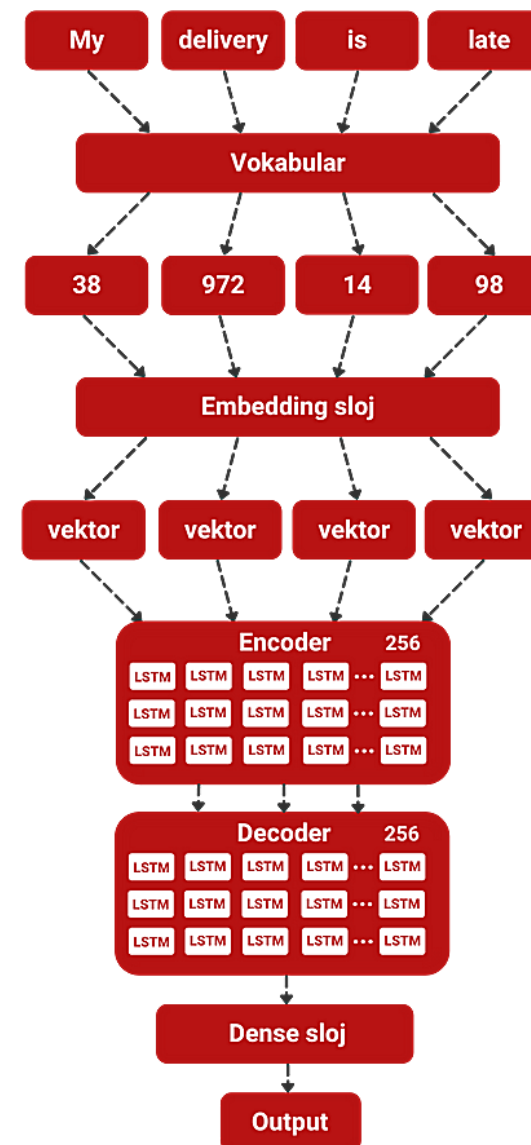 My delivery is late
Vokabular
38 972 14 98
Embedding sloj
vektor vektor vektor vektor
Encoder 256
LSTM LSTM LSTM LSTM ... LSTM
LSTM LSTM LSTM LSTM ... LSTM
LSTM LSTM LSTM LSTM ... LSTM
Decoder 256
LSTM LSTM LSTM LSTM ... LSTM
LSTM LSTM LSTM LSTM ... LSTM
LSTM LSTM LSTM LSTM ... LSTM
Dense sloj
Output